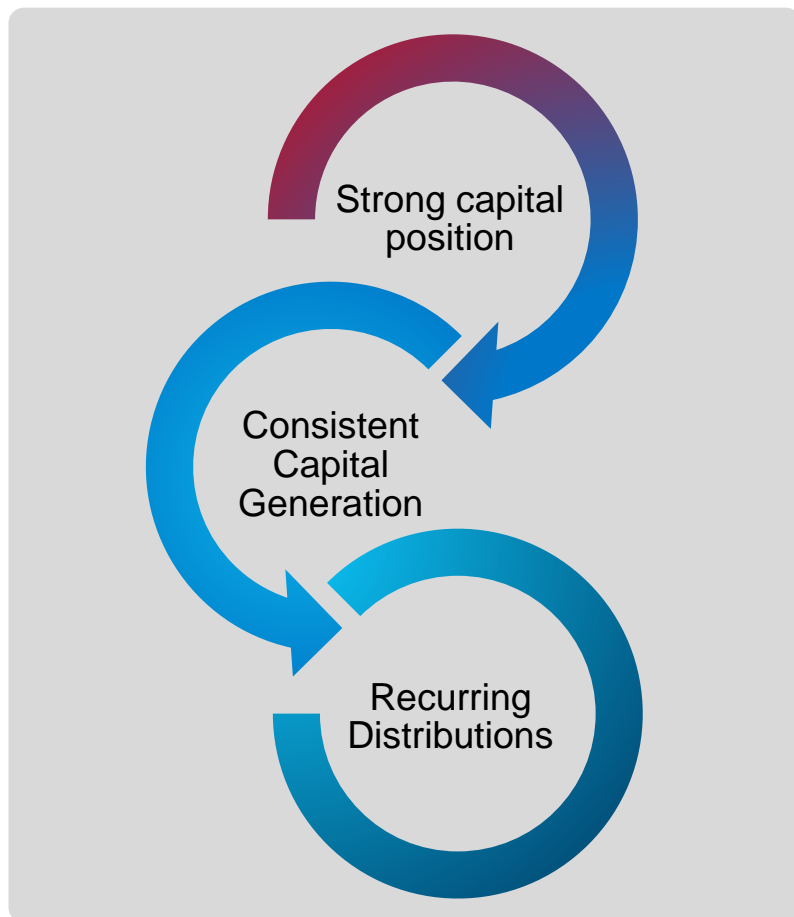 Strong capital
position
Consistent
Capital
Generation
Recurring
Distributions